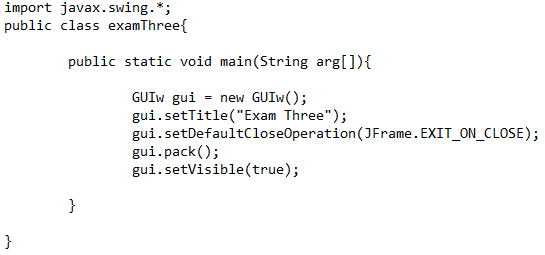 import javax.swing.*;
public class examThree{
public static void main(String arg[]){
GUIw gui = new GUIw();
gui.setTitle("Exam Three");
gui.setDefaultCloseOperation(JFrame.EXIT_ON_CLOSE);
gui.pack();
gui.setVisible(true);
}
}